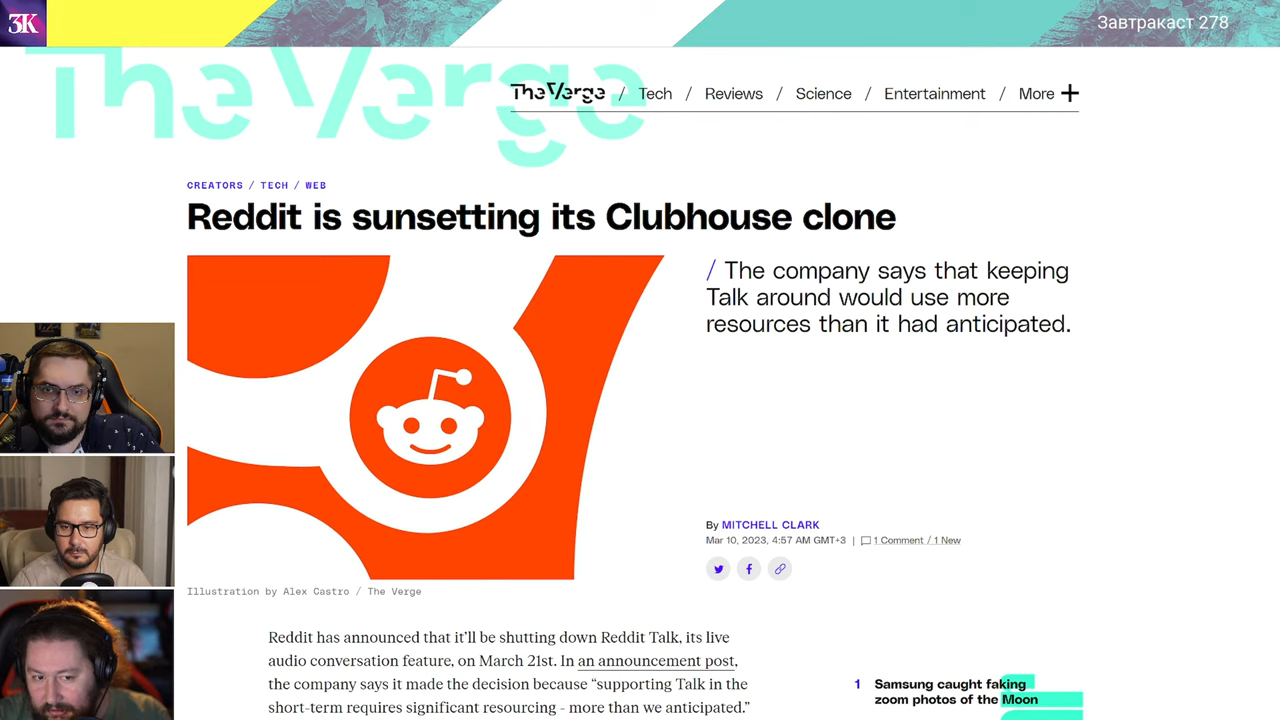 3K
Завтракаст 278
The Verge
The Verge / Tech / Reviews / Science / Entertainment / More +
CREATORS / TECH / WEB
Reddit is sunsetting its Clubhouse clone
/ The company says that keeping
Talk around would use more
resources than it had anticipated.
By MITCHELL CLARK
Mar 10, 2023, 4:57 AM GMT+3 | 1 Comment / 1 New
Illustration by Alex Castro / The Verge
Reddit has announced that it’ll be shutting down Reddit Talk, its live
audio conversation feature, on March 21st. In an announcement post,
the company says it made the decision because “supporting Talk in the
short-term requires significant resourcing - more than we anticipated.”
1 Samsung caught faking
zoom photos of the Moon